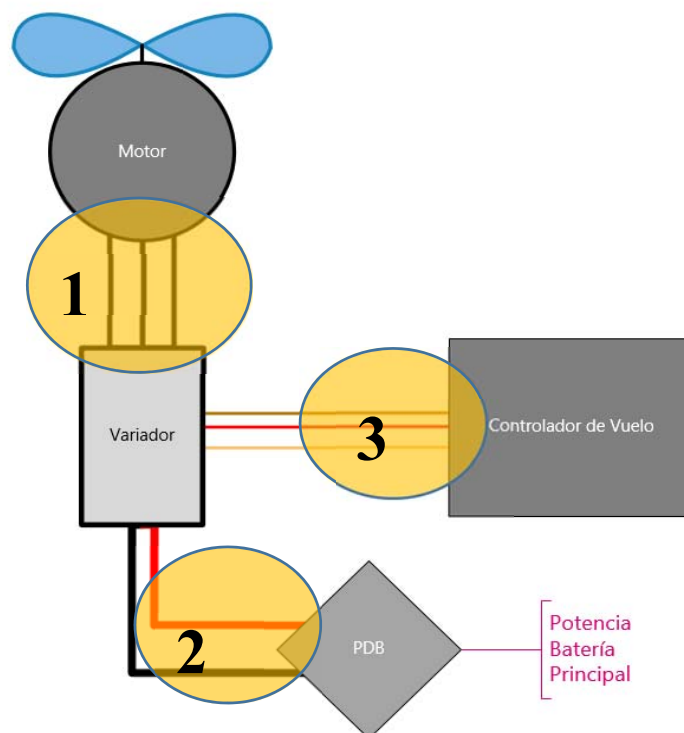 Motor
1
Variador
3
Controlador de Vuelo
2
PDB
Potencia
Batería
Principal